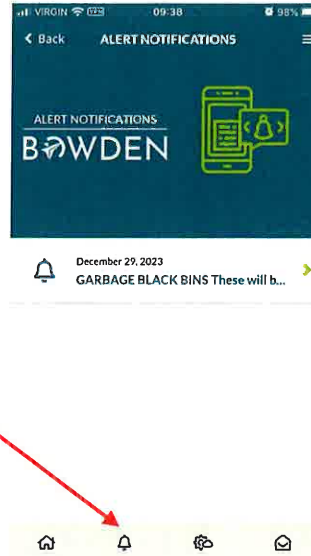 VIRGIN 09:38 98%
Back ALERT NOTIFICATIONS
ALERT NOTIFICATIONS
BOWDEN
December 29, 2023
GARBAGE BLACK BINS These will b...